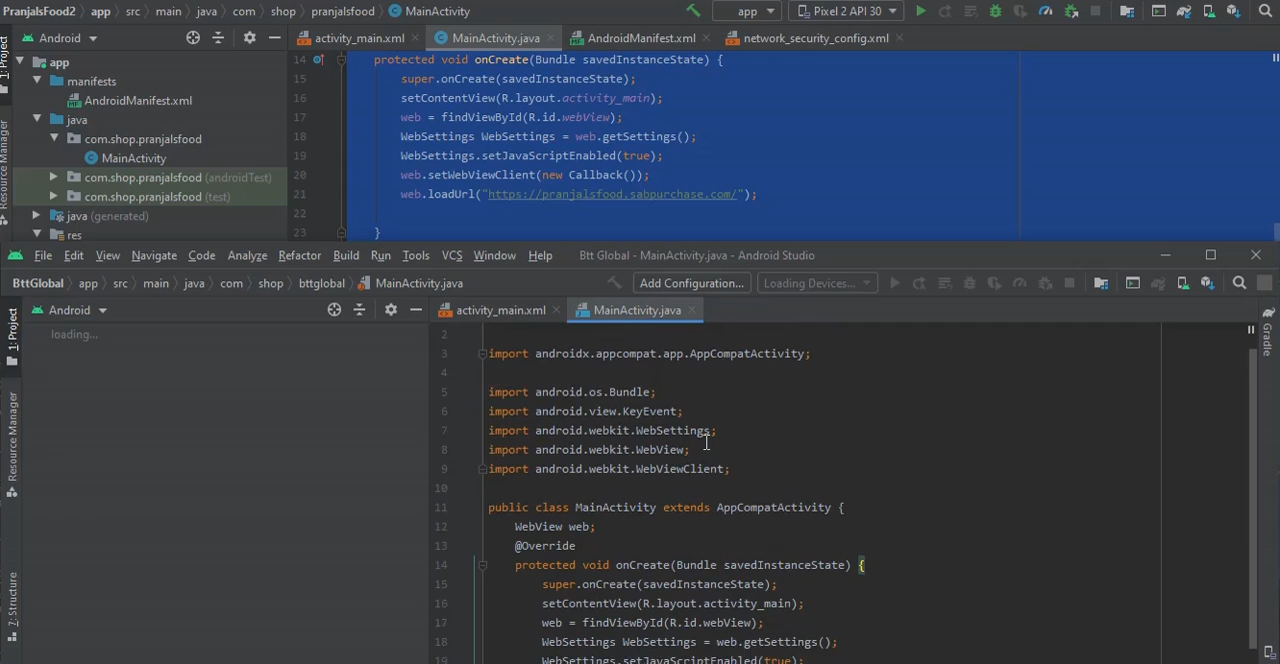 PranjalsFood2 app src main java com shop pranjalsfood MainActivity app Pixel 2 API 30
Android activity_main.xml MainActivity.java AndroidManifest.xml network_security_config.xml
1: Project
Resource Manager
app
manifests
AndroidManifest.xml
java
com.shop.pranjalsfood
MainActivity
com.shop.pranjalsfood (androidTest)
com.shop.pranjalsfood (test)
java (generated)
res
14 protected void onCreate(Bundle savedInstanceState) {
15 super.onCreate(savedInstanceState);
16 setContentView(R.layout.activity_main);
17 web = findViewById(R.id.webView);
18 WebSettings WebSettings = web.getSettings();
19 WebSettings.setJavaScriptEnabled(true);
20 web.setWebViewClient(new Callback());
21 web.loadUrl("https://pranjalsfood.sabpurchase.com/");
22
23 }
File Edit View Navigate Code Analyze Refactor Build Run Tools VCS Window Help Btt Global - MainActivity.java - Android Studio
BttGlobal app src main java com shop bttglobal MainActivity.java Add Configuration... Loading Devices...
Android activity_main.xml MainActivity.java
1: Project
Resource Manager
7: Structure
loading...
Gradle
2
3 import androidx.appcompat.app.AppCompatActivity;
4
5 import android.os.Bundle;
6 import android.view.KeyEvent;
7 import android.webkit.WebSettings;
8 import android.webkit.WebView;
9 import android.webkit.WebViewClient;
10
11 public class MainActivity extends AppCompatActivity {
12 WebView web;
13 @Override
14 protected void onCreate(Bundle savedInstanceState) {
15 super.onCreate(savedInstanceState);
16 setContentView(R.layout.activity_main);
17 web = findViewById(R.id.webView);
18 WebSettings WebSettings = web.getSettings();
19 WebSettings.setJavaScriptEnabled(true);